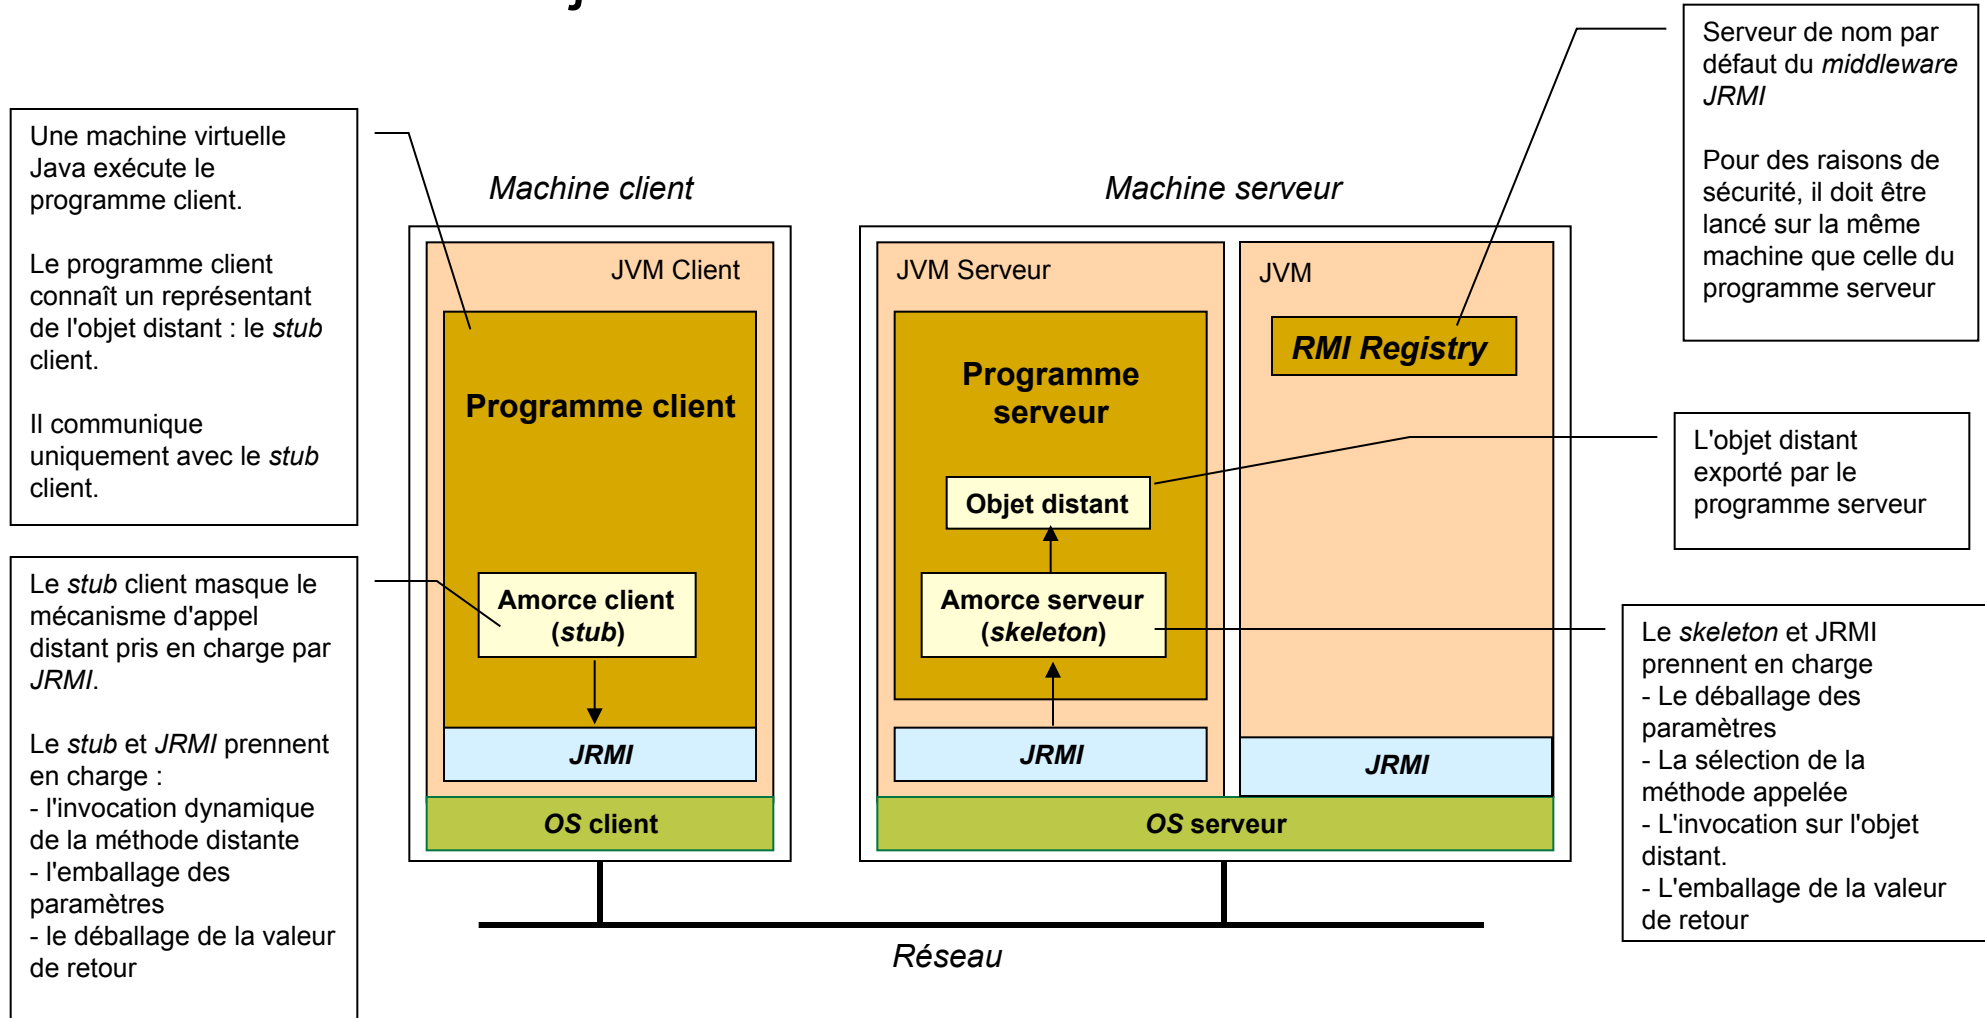 Serveur de nom par
défaut du middleware
JRMI
Pour des raisons de
sécurité, il doit être
lancé sur la même
machine que celle du
programme serveur
Une machine virtuelle
Java exécute le
programme client.
Le programme client
connaît un représentant
de l'objet distant : le stub
client.
Il communique
uniquement avec le stub
client.
Machine client
Machine serveur
JVM Client
JVM Serveur
JVM
RMI Registry
Programme client
Programme
serveur
L'objet distant
exporté par le
programme serveur
Objet distant
Le stub client masque le
mécanisme d'appel
distant pris en charge par
JRMI.
Le stub et JRMI prennent
en charge :
- l'invocation dynamique
de la méthode distante
- l'emballage des
paramètres
- le déballage de la valeur
de retour
Amorce client
(stub)
Amorce serveur
(skeleton)
Le skeleton et JRMI
prennent en charge
- Le déballage des
paramètres
- La sélection de la
méthode appelée
- L'invocation sur l'objet
distant.
- L'emballage de la valeur
de retour
JRMI
JRMI
JRMI
OS client
OS serveur
Réseau